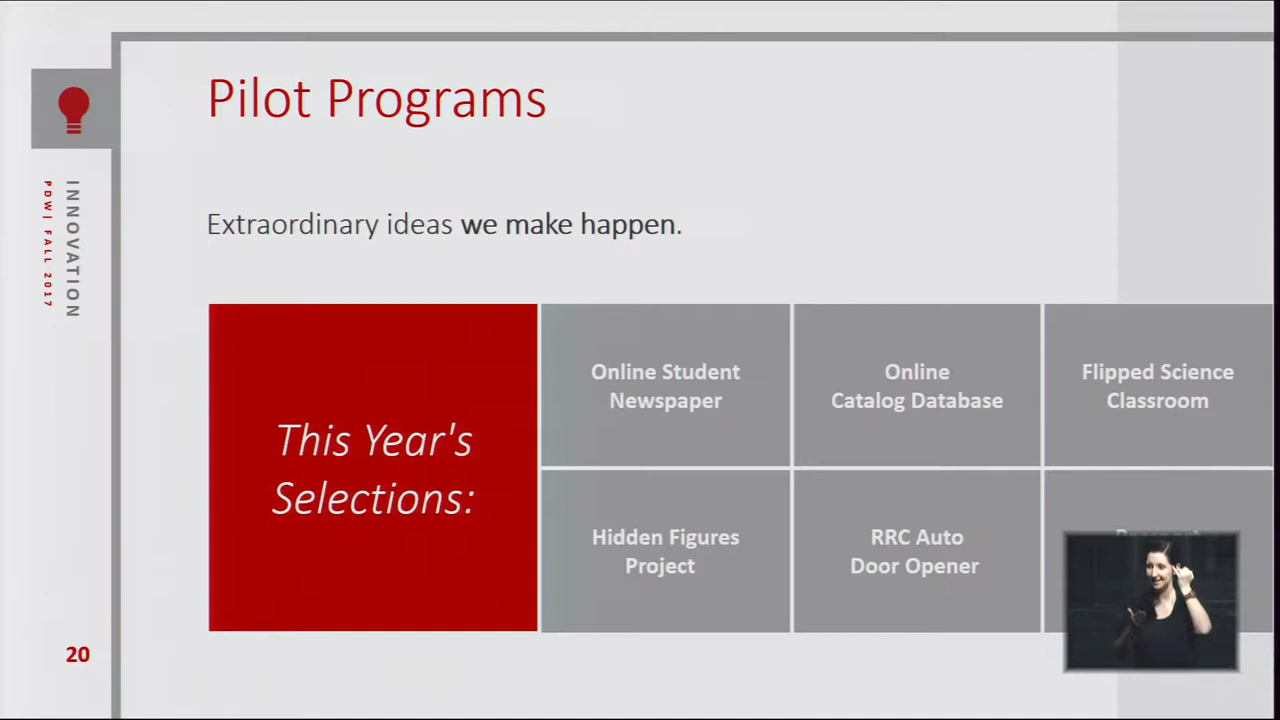 Pilot Programs
INNOVATION
PDW| FALL 2017
Extraordinary ideas we make happen.
This Year's
Selections:
Online Student
Newspaper
Online
Catalog Database
Flipped Science
Classroom
Hidden Figures
Project
RRC Auto
Door Opener
20